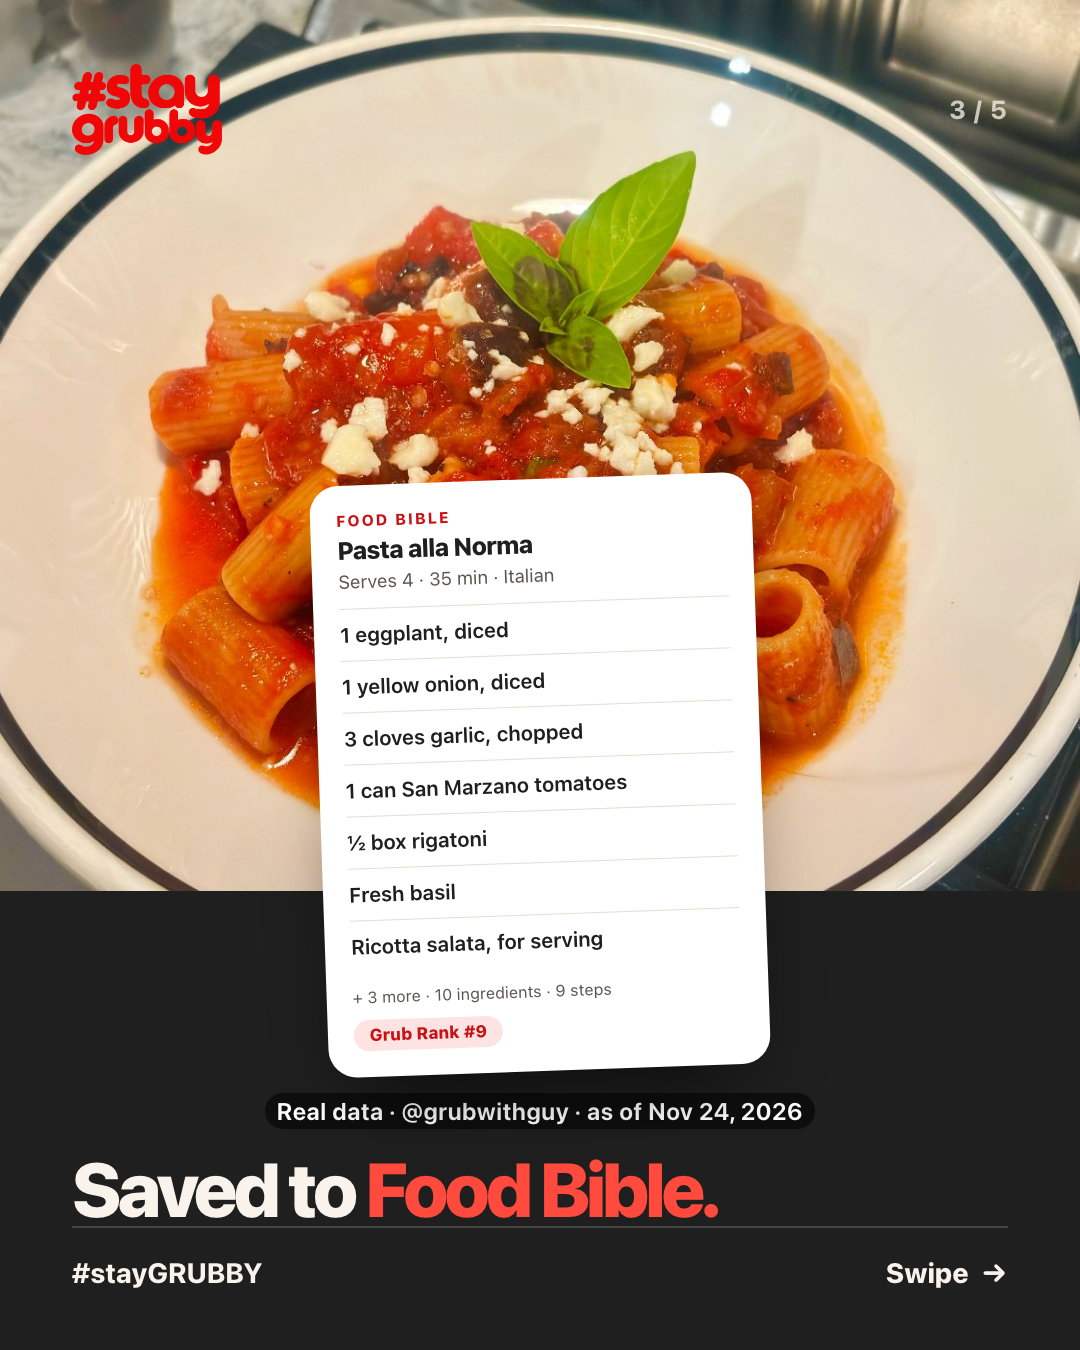 #stay
grubby
3 / 5
FOOD BIBLE
Pasta alla Norma
Serves 4 · 35 min · Italian
1 eggplant, diced
1 yellow onion, diced
3 cloves garlic, chopped
1 can San Marzano tomatoes
½ box rigatoni
Fresh basil
Ricotta salata, for serving
+ 3 more · 10 ingredients · 9 steps
Grub Rank #9
Real data · @grubwithguy · as of Nov 24, 2026
Saved to Food Bible.
#stayGRUBBY
Swipe →